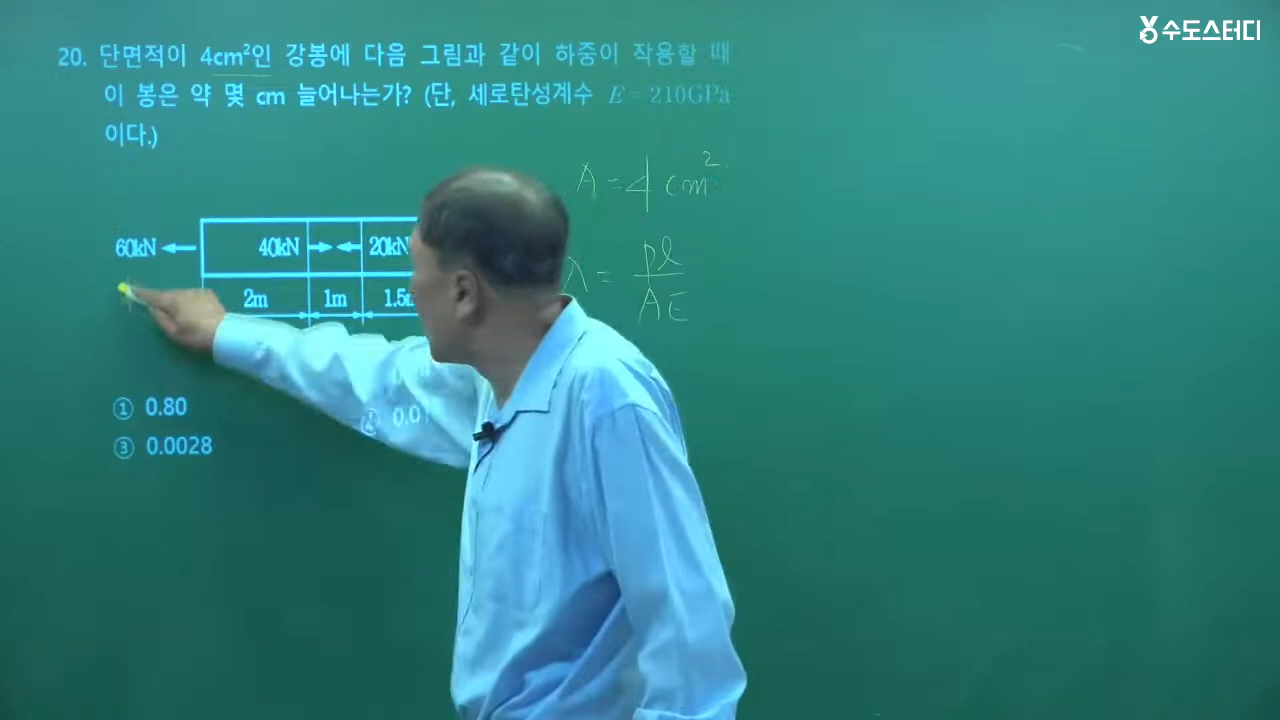 수도스터디
20. 단면적이 4cm²인 강봉에 다음 그림과 같이 하중이 작용할 때
이 봉은 약 몇 cm 늘어나는가? (단, 세로탄성계수 E = 210GPa
이다.)
A = 4 cm²
60kN 40kN 20kN
λ = Pl / AE
2m 1m 1.5m
① 0.80 ② 0.0
③ 0.0028